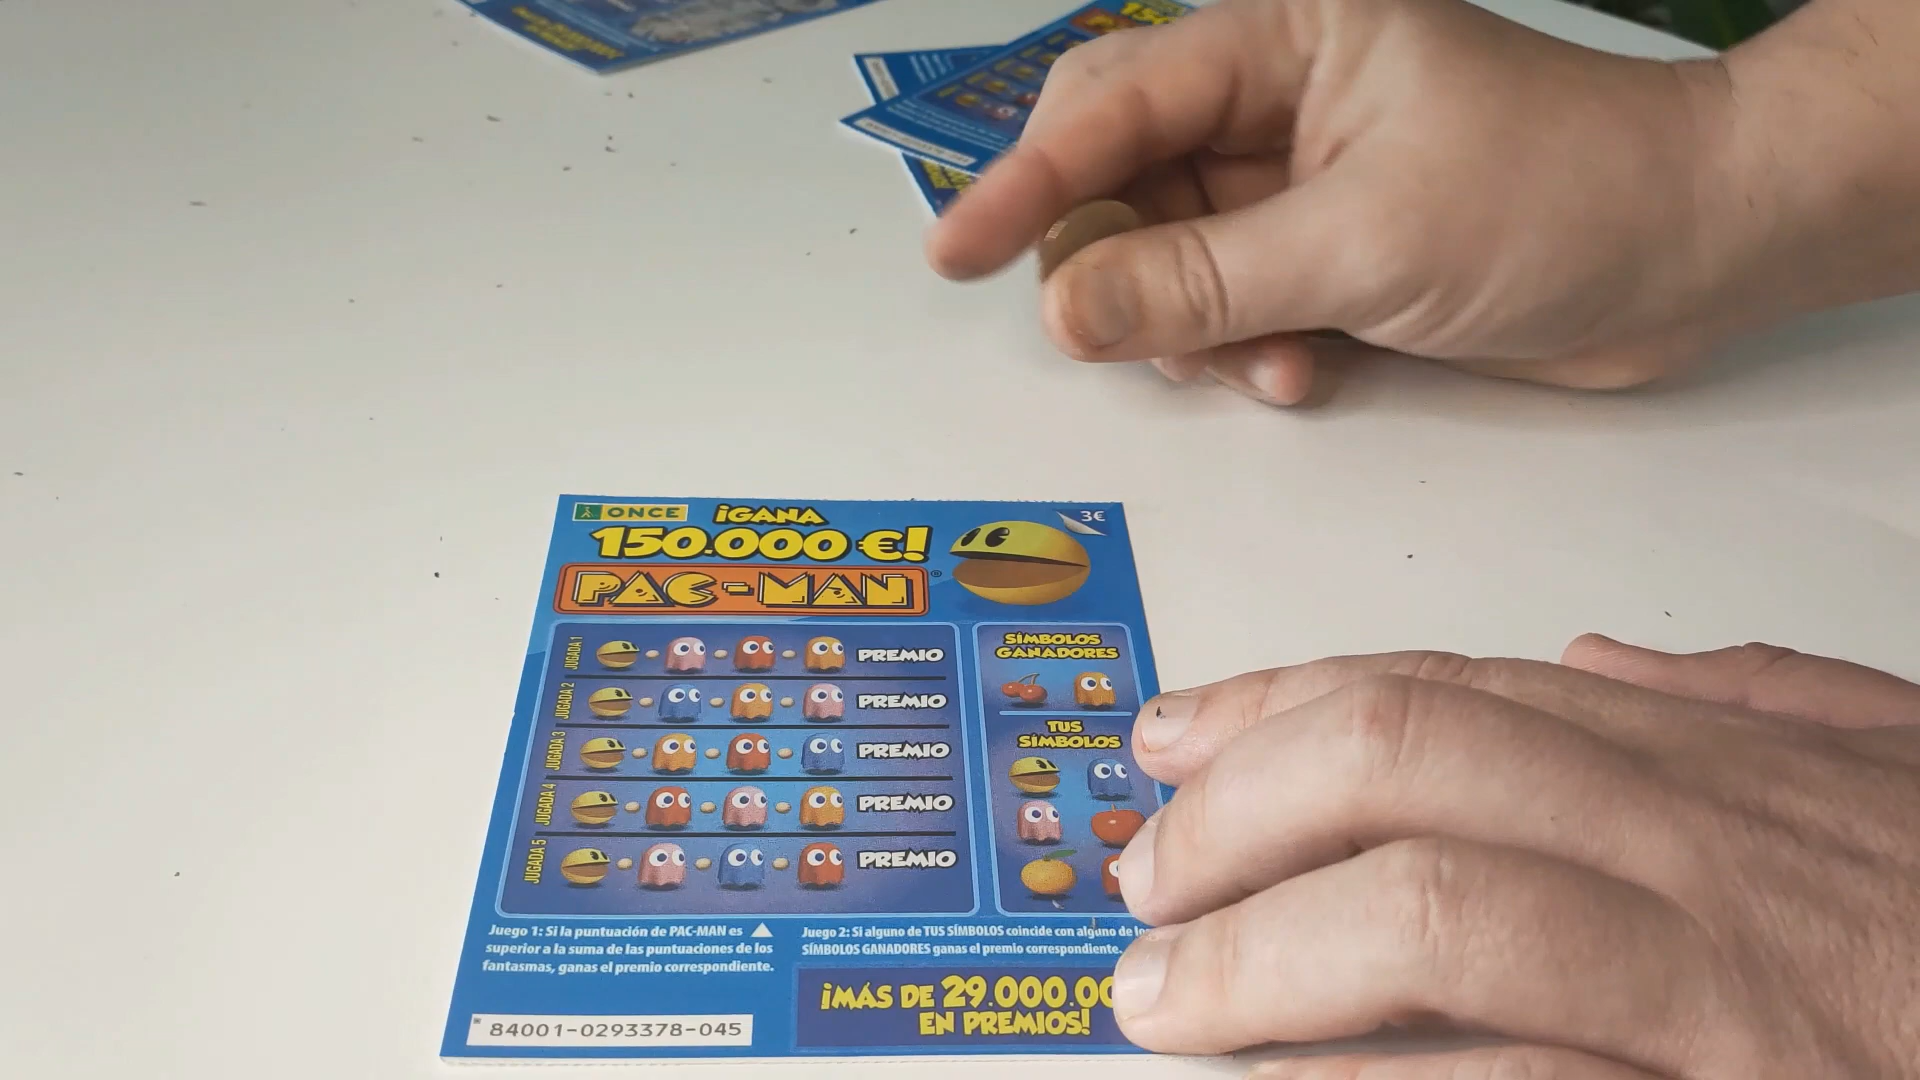 ONCE
¡GANA
3€
150.000 €!
PAC-MAN®
JUGADA 1
PREMIO
JUGADA 2
PREMIO
JUGADA 3
PREMIO
JUGADA 4
PREMIO
JUGADA 5
PREMIO
SÍMBOLOS
GANADORES
TUS
SÍMBOLOS
Juego 1: Si la puntuación de PAC-MAN es
superior a la suma de las puntuaciones de los
fantasmas, ganas el premio correspondiente.
Juego 2: Si alguno de TUS SÍMBOLOS coincide con alguno de los
SÍMBOLOS GANADORES ganas el premio correspondiente.
¡MÁS DE 29.000.00
EN PREMIOS!
84001-0293378-045